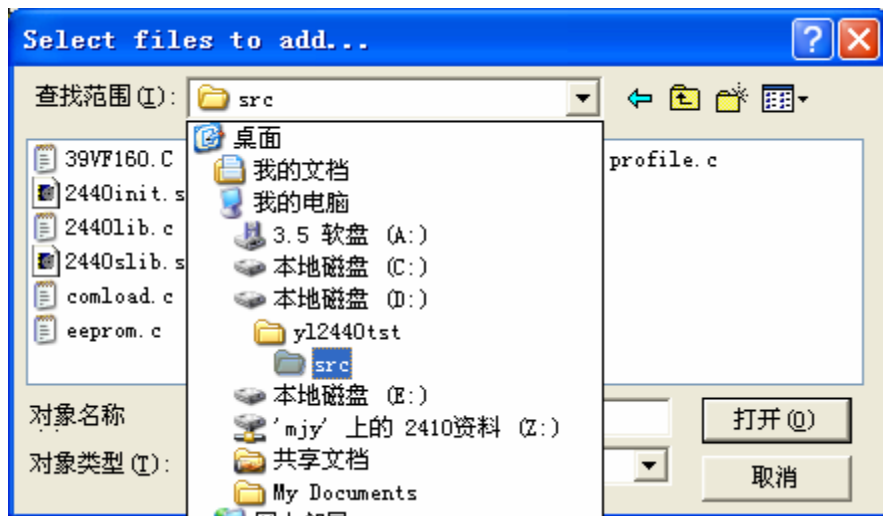 Select files to add...
查找范围(I): src
桌面
39VF160.C
我的文档
profile.c
2440init.s
我的电脑
2440lib.c
3.5 软盘 (A:)
2440slib.s
本地磁盘 (C:)
comload.c
本地磁盘 (D:)
eeprom.c
yl2440tst
src
本地磁盘 (E:)
对象名称
'mjy' 上的 2410资料 (Z:)
打开(O)
对象类型(T):
共享文档
取消
My Documents